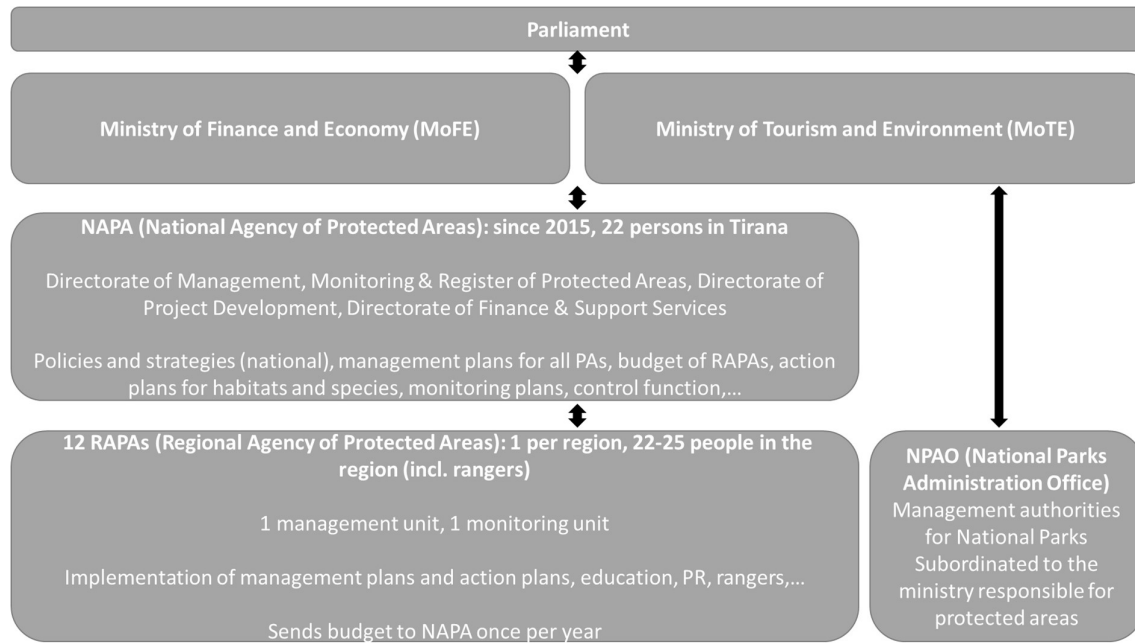 Parliament
Ministry of Finance and Economy (MoFE)
Ministry of Tourism and Environment (MoTE)
NAPA (National Agency of Protected Areas): since 2015, 22 persons in Tirana
Directorate of Management, Monitoring & Register of Protected Areas, Directorate of
Project Development, Directorate of Finance & Support Services
Policies and strategies (national), management plans for all PAs, budget of RAPAs, action
plans for habitats and species, monitoring plans, control function,...
12 RAPAs (Regional Agency of Protected Areas): 1 per region, 22-25 people in the
region (incl. rangers)
1 management unit, 1 monitoring unit
Implementation of management plans and action plans, education, PR, rangers,...
Sends budget to NAPA once per year
NPAO (National Parks
Administration Office)
Management authorities
for National Parks
Subordinated to the
ministry responsible for
protected areas